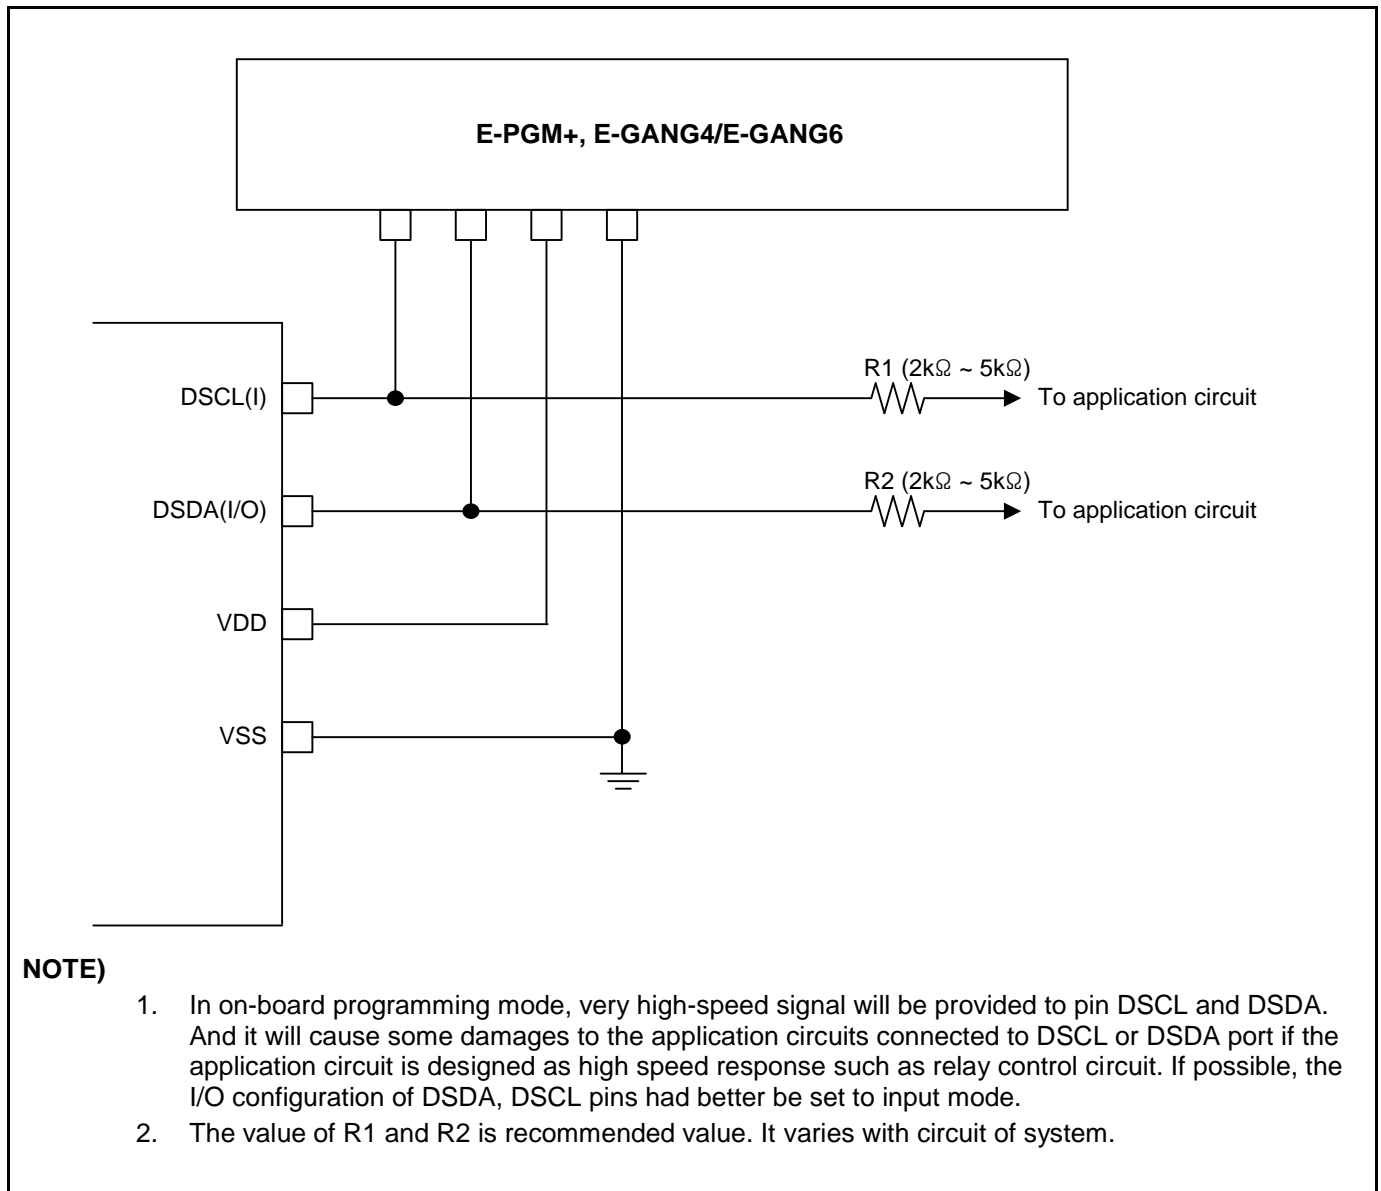 E-PGM+, E-GANG4/E-GANG6
R1 (2kΩ ~ 5kΩ)
DSCL(I)
To application circuit
R2 (2kΩ ~ 5kΩ)
DSDA(I/O)
To application circuit
VDD
VSS
NOTE)
1. In on-board programming mode, very high-speed signal will be provided to pin DSCL and DSDA.
And it will cause some damages to the application circuits connected to DSCL or DSDA port if the
application circuit is designed as high speed response such as relay control circuit. If possible, the
I/O configuration of DSDA, DSCL pins had better be set to input mode.
2. The value of R1 and R2 is recommended value. It varies with circuit of system.